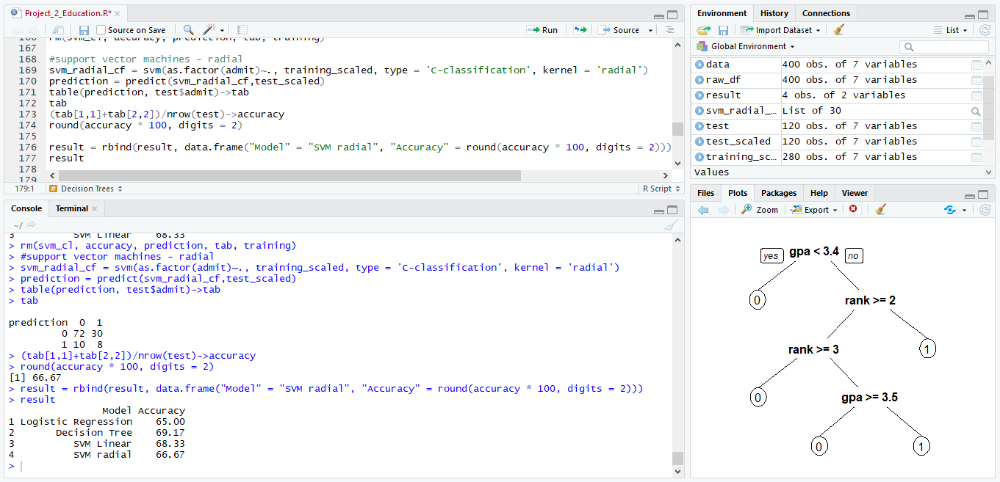 Project_2_Education.R*
Source on Save
Run
Source
166 rm(svm_cl, accuracy, prediction, tab, training)
167
168 #support vector machines - radial
169 svm_radial_cf = svm(as.factor(admit)~., training_scaled, type = 'C-classification', kernel = 'radial')
170 prediction = predict(svm_radial_cf,test_scaled)
171 table(prediction, test$admit)->tab
172 tab
173 (tab[1,1]+tab[2,2])/nrow(test)->accuracy
174 round(accuracy * 100, digits = 2)
175
176 result = rbind(result, data.frame("Model" = "SVM radial", "Accuracy" = round(accuracy * 100, digits = 2)))
177 result
178
179
179:1 # Decision Trees R Script
Console Terminal
~/
3 SVM Linear 68.33
> rm(svm_cl, accuracy, prediction, tab, training)
> #support vector machines - radial
> svm_radial_cf = svm(as.factor(admit)~., training_scaled, type = 'C-classification', kernel = 'radial')
> prediction = predict(svm_radial_cf,test_scaled)
> table(prediction, test$admit)->tab
> tab
prediction 0 1
0 72 30
1 10 8
> (tab[1,1]+tab[2,2])/nrow(test)->accuracy
> round(accuracy * 100, digits = 2)
[1] 66.67
> result = rbind(result, data.frame("Model" = "SVM radial", "Accuracy" = round(accuracy * 100, digits = 2)))
> result
Model Accuracy
1 Logistic Regression 65.00
2 Decision Tree 69.17
3 SVM Linear 68.33
4 SVM radial 66.67
>
Environment History Connections
Import Dataset List
Global Environment
data 400 obs. of 7 variables
raw_df 400 obs. of 7 variables
result 4 obs. of 2 variables
svm_radial_… List of 30
test 120 obs. of 7 variables
test_scaled 120 obs. of 7 variables
training_sc… 280 obs. of 7 variables
Values
Files Plots Packages Help Viewer
Zoom Export
yes gpa < 3.4 no
0 rank >= 2
rank >= 3 1
0 gpa >= 3.5
0 1